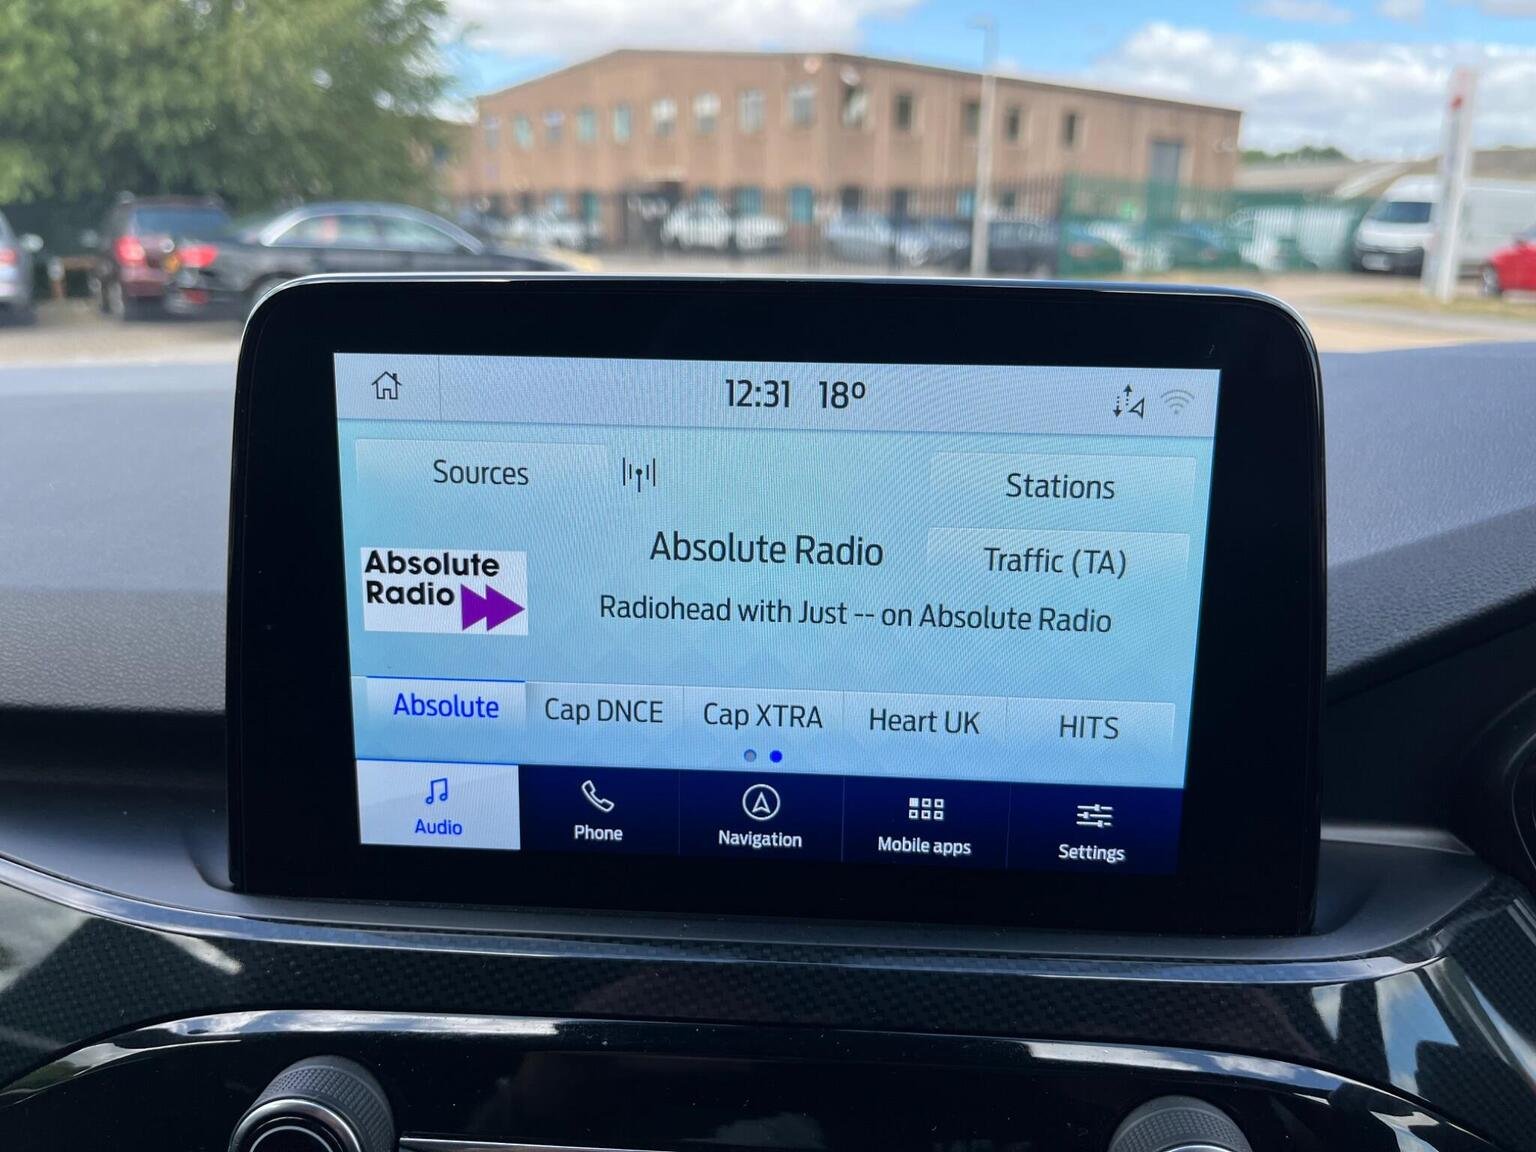 12:31 18º
Sources
Stations
Absolute Radio
Traffic (TA)
Absolute
Radio
Radiohead with Just -- on Absolute Radio
Absolute
Cap DNCE
Cap XTRA
Heart UK
HITS
Audio
Phone
Navigation
Mobile apps
Settings